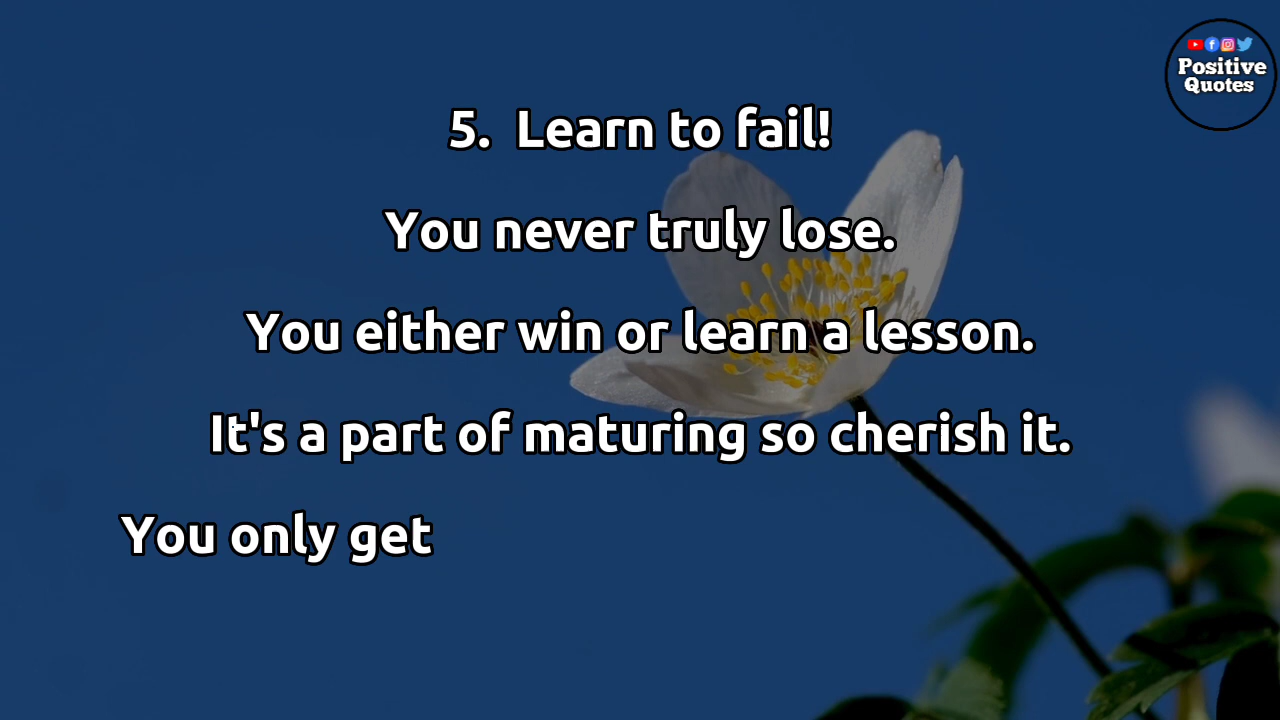 Positive
Quotes
5. Learn to fail!
You never truly lose.
You either win or learn a lesson.
It's a part of maturing so cherish it.
You only get